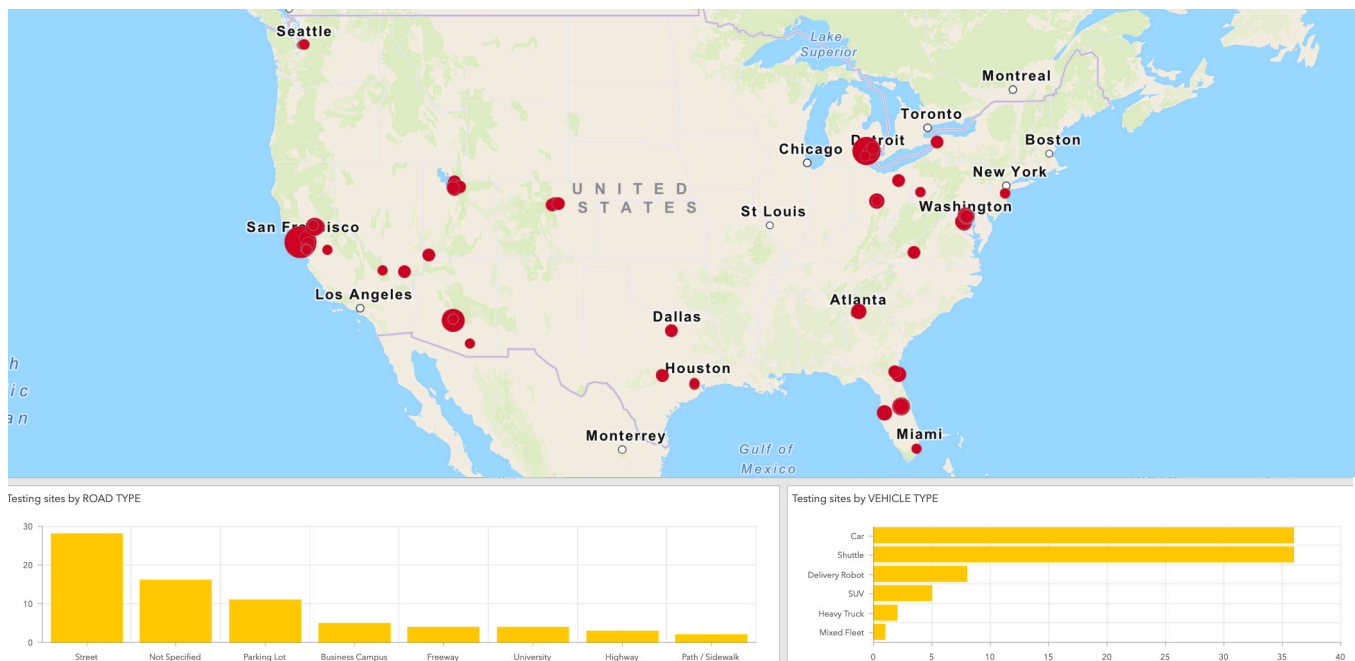 Seattle
Lake
Superior
Montreal
Toronto
Detroit
Boston
Chicago
New York
UNITED
STATES
Washington
St Louis
San Francisco
Los Angeles
Atlanta
Dallas
h
ic
an
Houston
Monterrey
Miami
Gulf of
Mexico
Testing sites by ROAD TYPE
30
20
10
0
Street Not Specified Parking Lot Business Campus Freeway University Highway Path / Sidewalk
Testing sites by VEHICLE TYPE
Car
Shuttle
Delivery Robot
SUV
Heavy Truck
Mixed Fleet
0 5 10 15 20 25 30 35 40